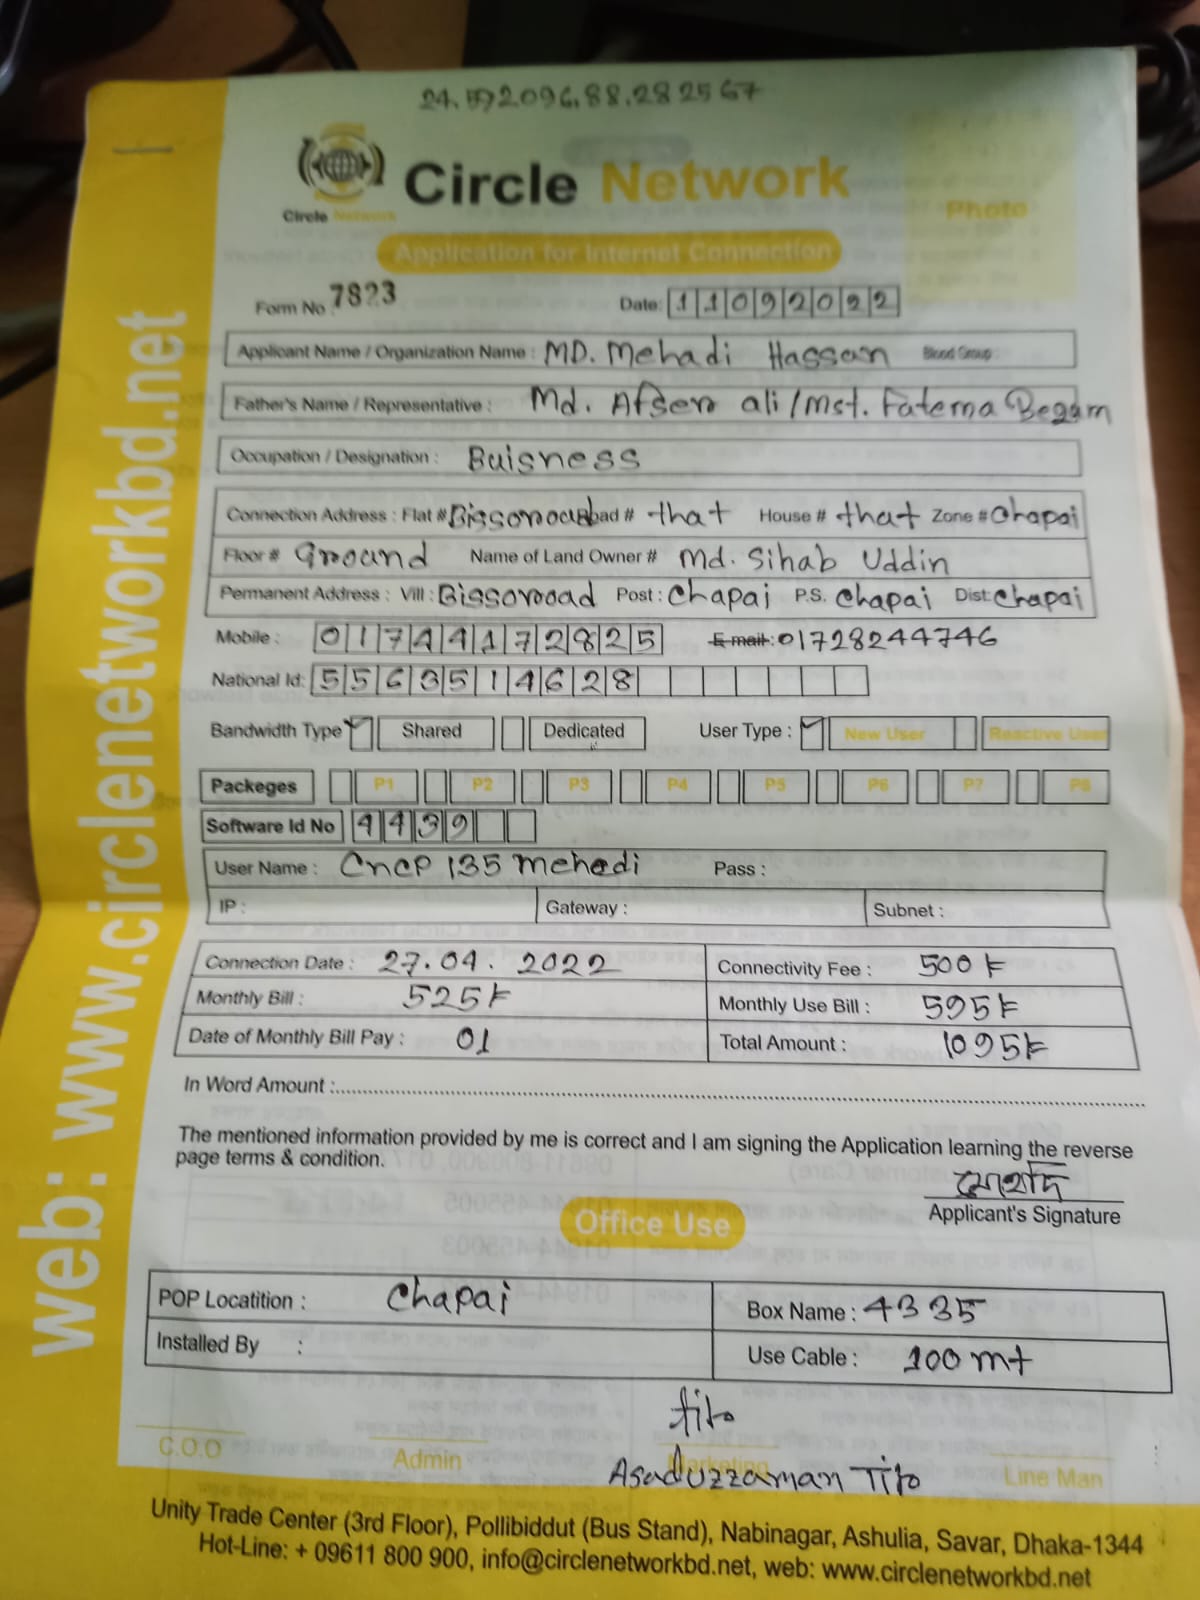 Circle Network
Circle Network
Photo
Application for Internet Connection
Form No 7823
Date: 11092022
Applicant Name / Organization Name : MD. Mehadi Hassan Blood Group :
Father's Name / Representative : Md. Afser ali / Mst. Fatema Begum
Occupation / Designation : Buisness
Connection Address : Flat # Bissoroad Road # that House # that Zone # Chapai
Floor # Ground Name of Land Owner # Md. Sihab Uddin
Permanent Address : Vill : Bissoroad Post : Chapai P.S. Chapai Dist: Chapai
Mobile : 01744172825 E-mail: 01728244746
National Id: 5563514628
Bandwidth Type Shared Dedicated User Type : New User Reactive User
Packeges P1 P2 P3 P4 P5 P6 P7 P8
Software Id No 4439
User Name : Cncp 135 mehedi Pass :
IP : Gateway : Subnet :
Connection Date : 27.04.2022 Connectivity Fee : 500৳
Monthly Bill : 525৳ Monthly Use Bill : 595৳
Date of Monthly Bill Pay : 01 Total Amount : 1095৳
In Word Amount :
The mentioned information provided by me is correct and I am signing the Application learning the reverse
page terms & condition.
মেহেদি
Applicant's Signature
Office Use
POP Locatition : Chapai Box Name : 4335
Installed By : Use Cable : 100 mt
Tito
C.O.O Admin Marketing Line Man
Asaduzzaman Tito
Unity Trade Center (3rd Floor), Pollibiddut (Bus Stand), Nabinagar, Ashulia, Savar, Dhaka-1344
Hot-Line: + 09611 800 900, info@circlenetworkbd.net, web: www.circlenetworkbd.net
web: www.circlenetworkbd.net